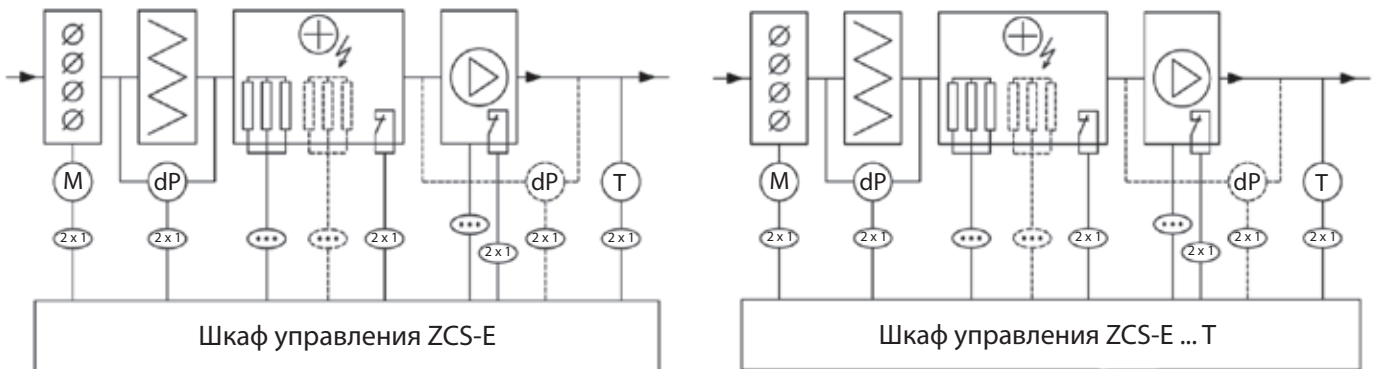 M dP dP T
2 x 1 2 x 1 2 x 1 2 x 1 2 x 1 2 x 1
Шкаф управления ZCS-E
M dP dP T
2 x 1 2 x 1 2 x 1 2 x 1 2 x 1 2 x 1
Шкаф управления ZCS-E ... T